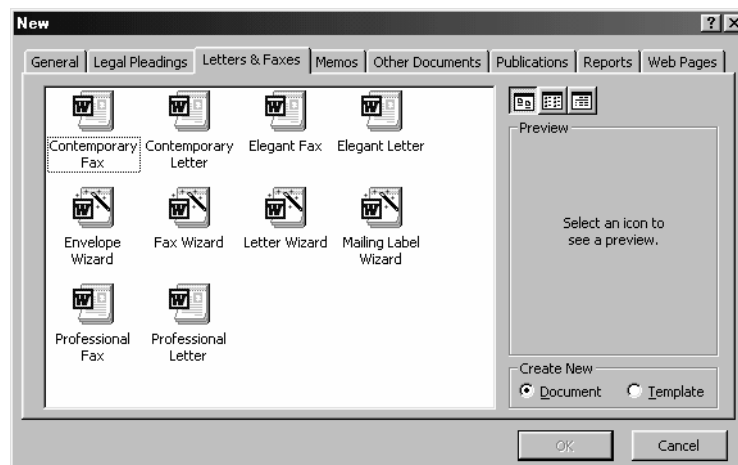 New
General Legal Pleadings Letters & Faxes Memos Other Documents Publications Reports Web Pages
Contemporary Fax
Contemporary Letter
Elegant Fax
Elegant Letter
Envelope Wizard
Fax Wizard
Letter Wizard
Mailing Label Wizard
Professional Fax
Professional Letter
Preview
Select an icon to
see a preview.
Create New
Document Template
OK Cancel